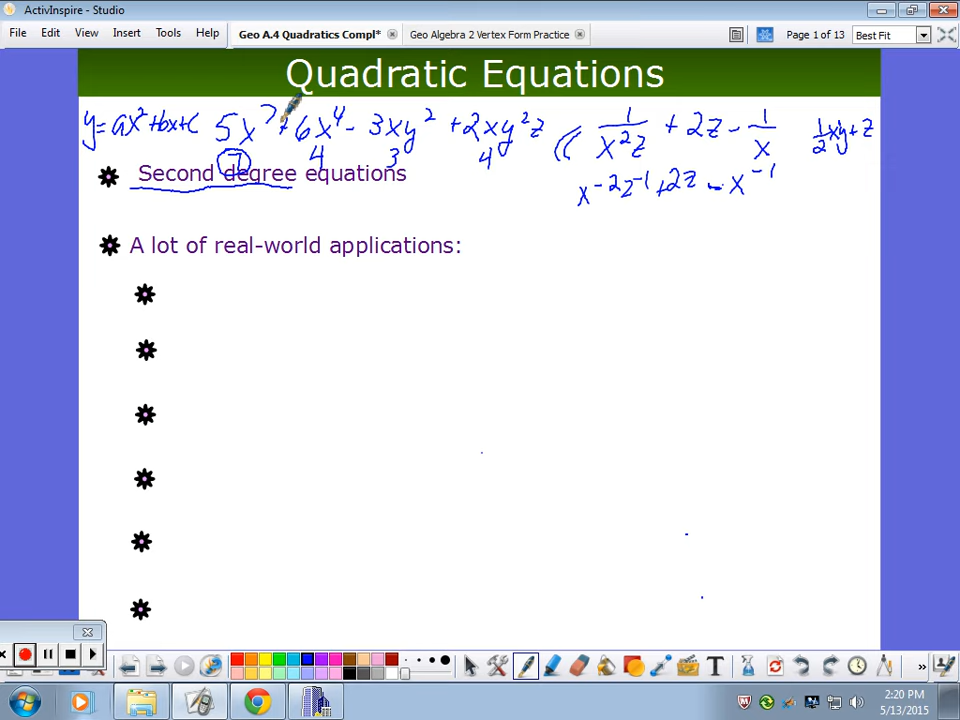 ActivInspire - Studio
File Edit View Insert Tools Help Geo A.4 Quadratics Compl* Geo Algebra 2 Vertex Form Practice Page 1 of 13 Best Fit
Quadratic Equations
y=ax²+bx+c 5x⁷+6x⁴-3xy²+2xy²z 1/x²z + 2z - 1/x 1/2xy+z
7 4 3 4
x⁻²z⁻¹+2z-x⁻¹
Second degree equations
A lot of real-world applications:
T
2:20 PM
5/13/2015